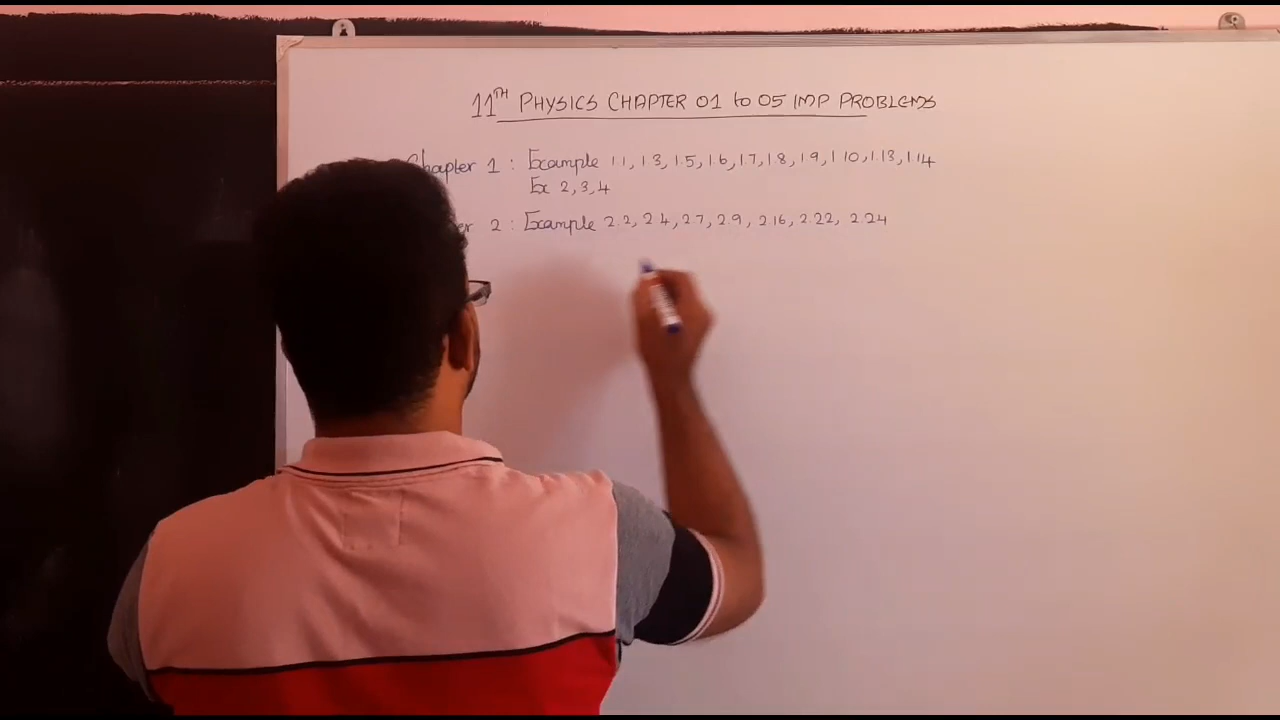 11TH PHYSICS CHAPTER 01 to 05 IMP PROBLEMS
Chapter 1 : Example 1.1, 1.3, 1.5, 1.6, 1.7, 1.8, 1.9, 1.10, 1.13, 1.14
Ex 2, 3, 4
2 : Example 2.2, 2.4, 2.7, 2.9, 2.16, 2.22, 2.24